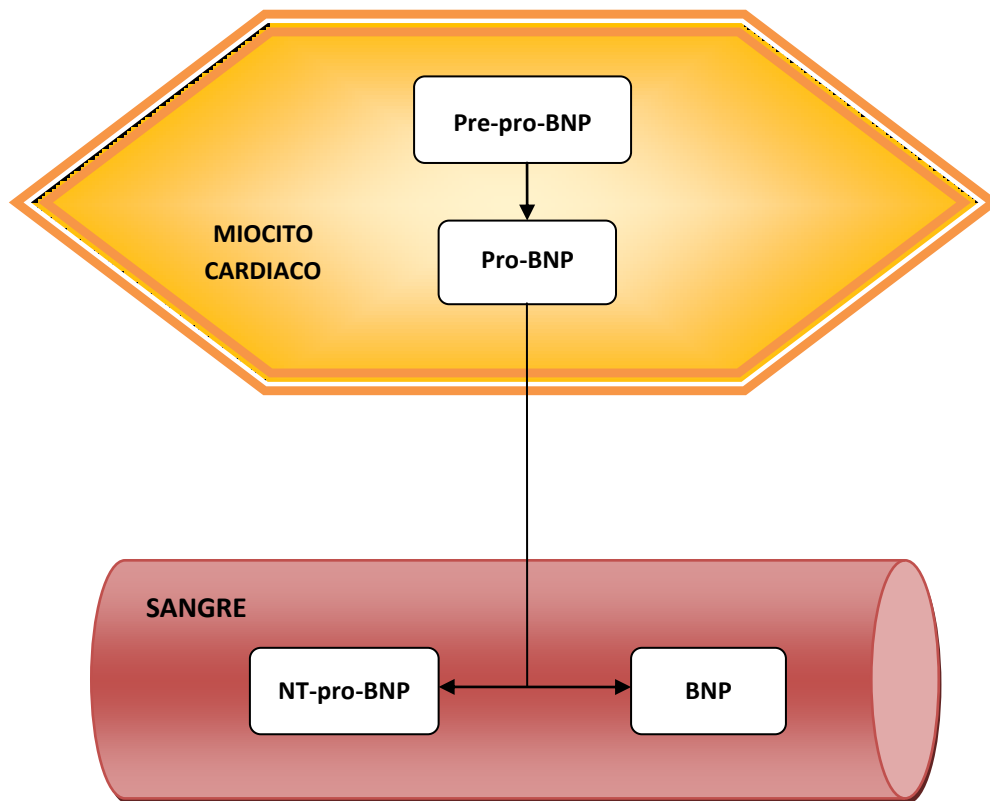 Pre-pro-BNP
MIOCITO
CARDIACO
Pro-BNP
SANGRE
NT-pro-BNP
BNP